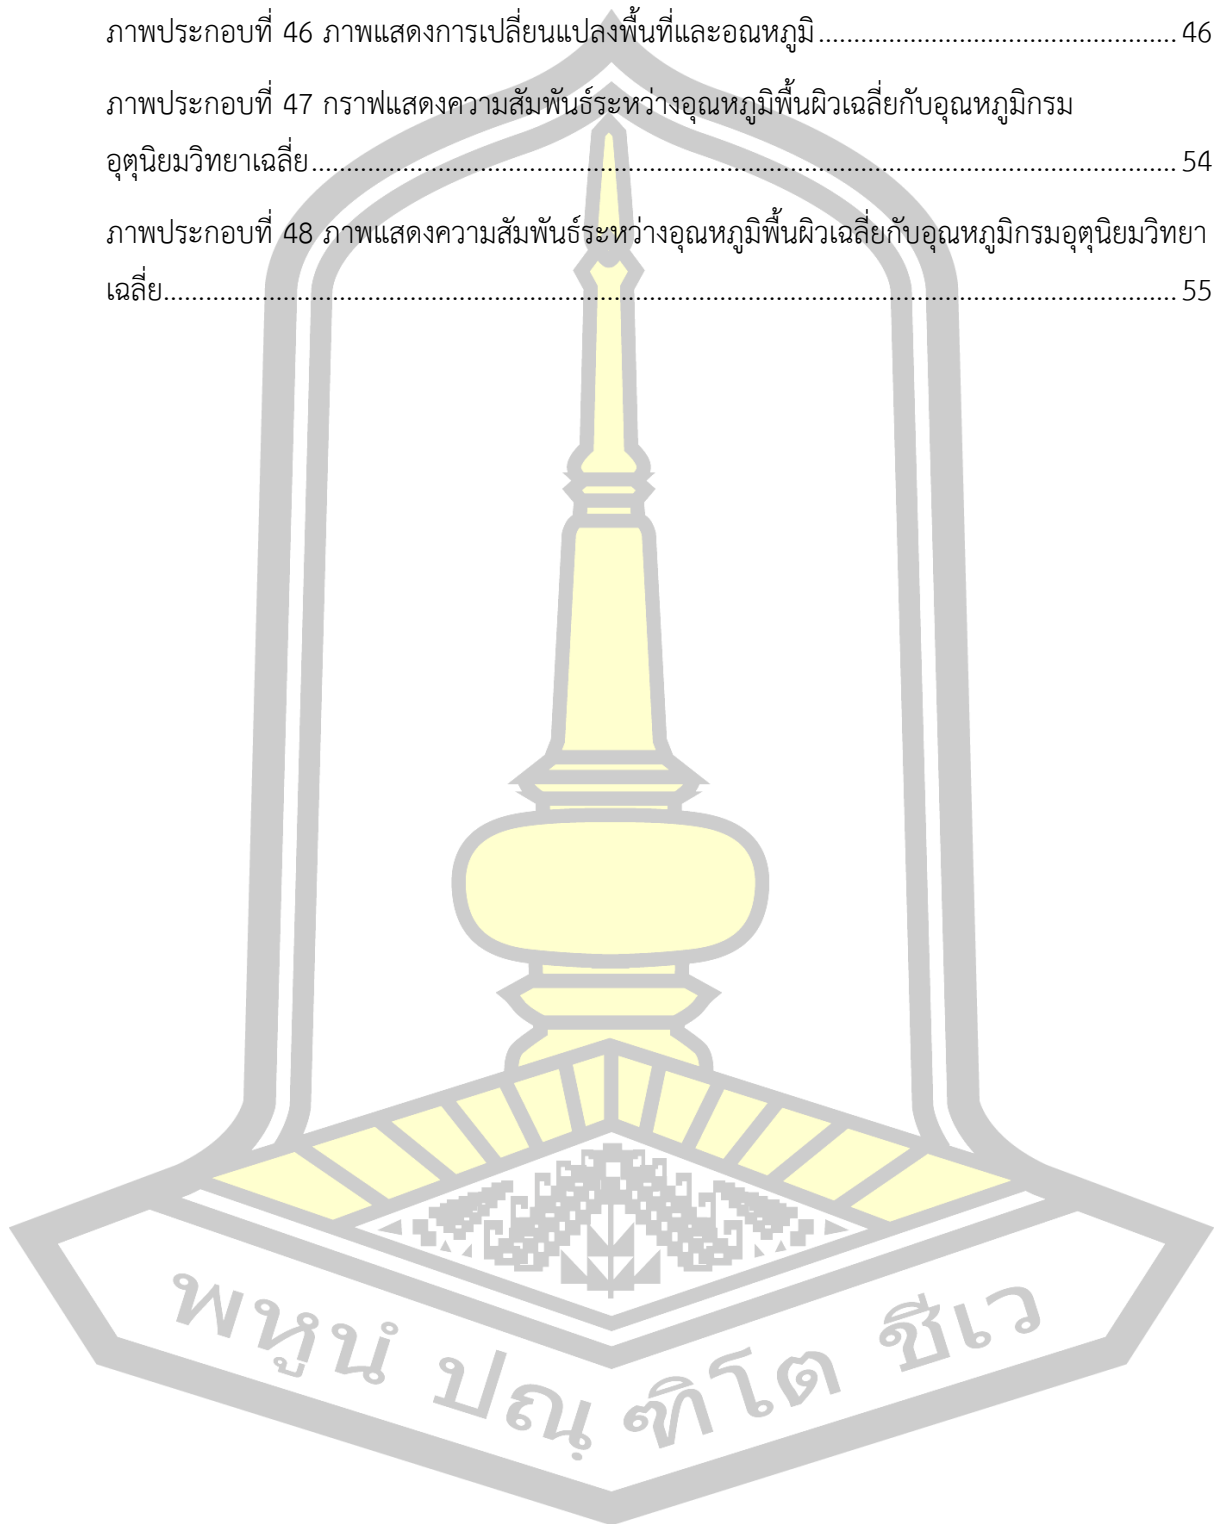 ภาพประกอบที่ 46 ภาพแสดงการเปลี่ยนแปลงพื้นที่และอณหภูมิ .................................................. 46
ภาพประกอบที่ 47 กราฟแสดงความสัมพันธ์ระหว่างอุณหภูมิพื้นผิวเฉลี่ยกับอุณหภูมิกรม
อุตุนิยมวิทยาเฉลี่ย .......................................................................................................................... 54
ภาพประกอบที่ 48 ภาพแสดงความสัมพันธ์ระหว่างอุณหภูมิพื้นผิวเฉลี่ยกับอุณหภูมิกรมอุตุนิยมวิทยา
เฉลี่ย............................................................................................................................................... 55
พหูนํ ปณฺ ฑิโต ชีเว